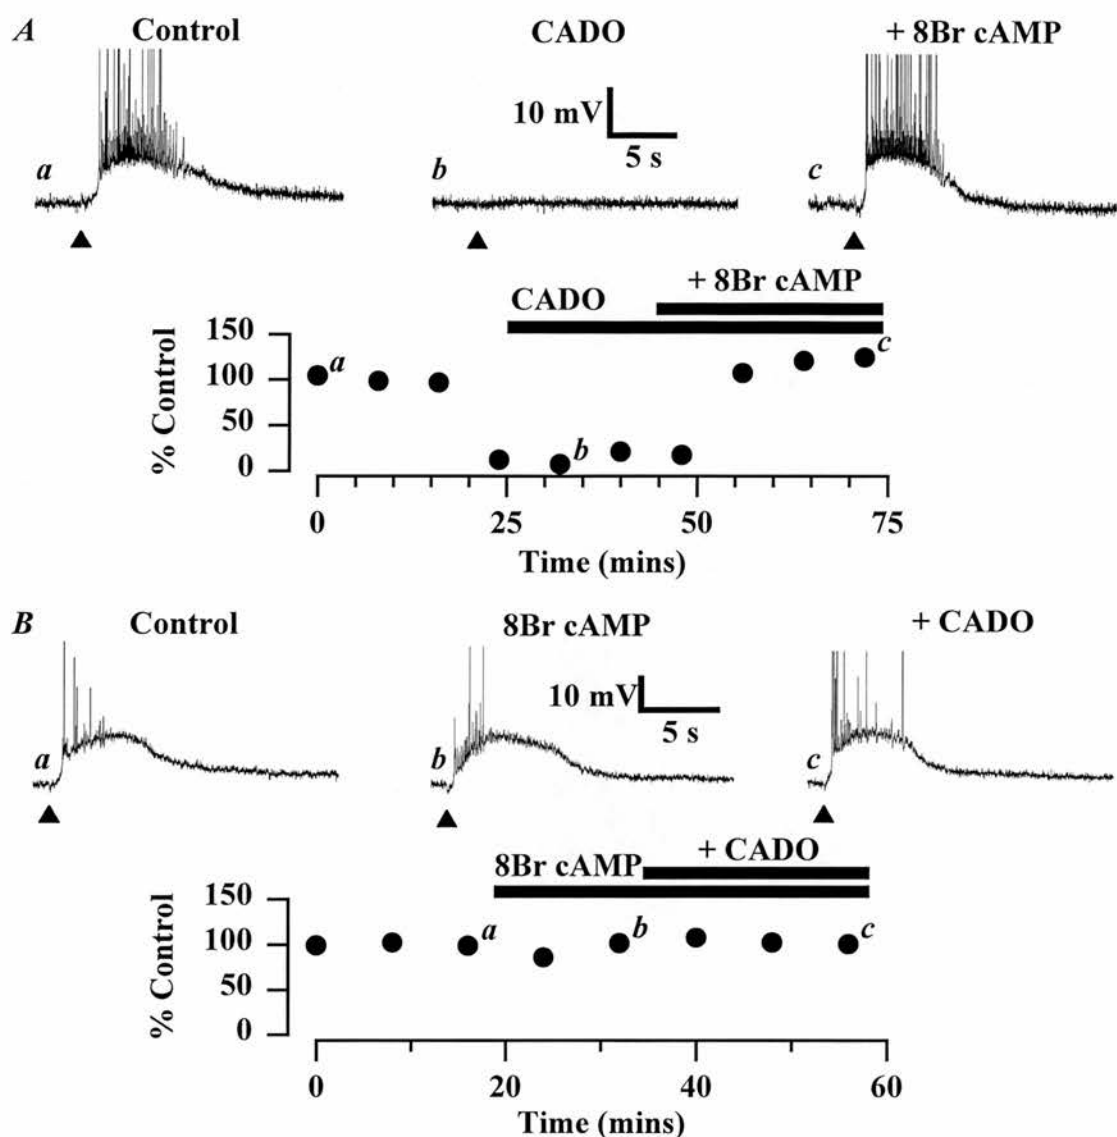 A Control CADO + 8Br cAMP
10 mV
5 s
a b c
+ 8Br cAMP
CADO
% Control
150
100
50
0
a b c
0 25 50 75
Time (mins)
B Control 8Br cAMP + CADO
10 mV
5 s
a b c
+ CADO
8Br cAMP
% Control
150
100
50
0
a b c
0 20 40 60
Time (mins)